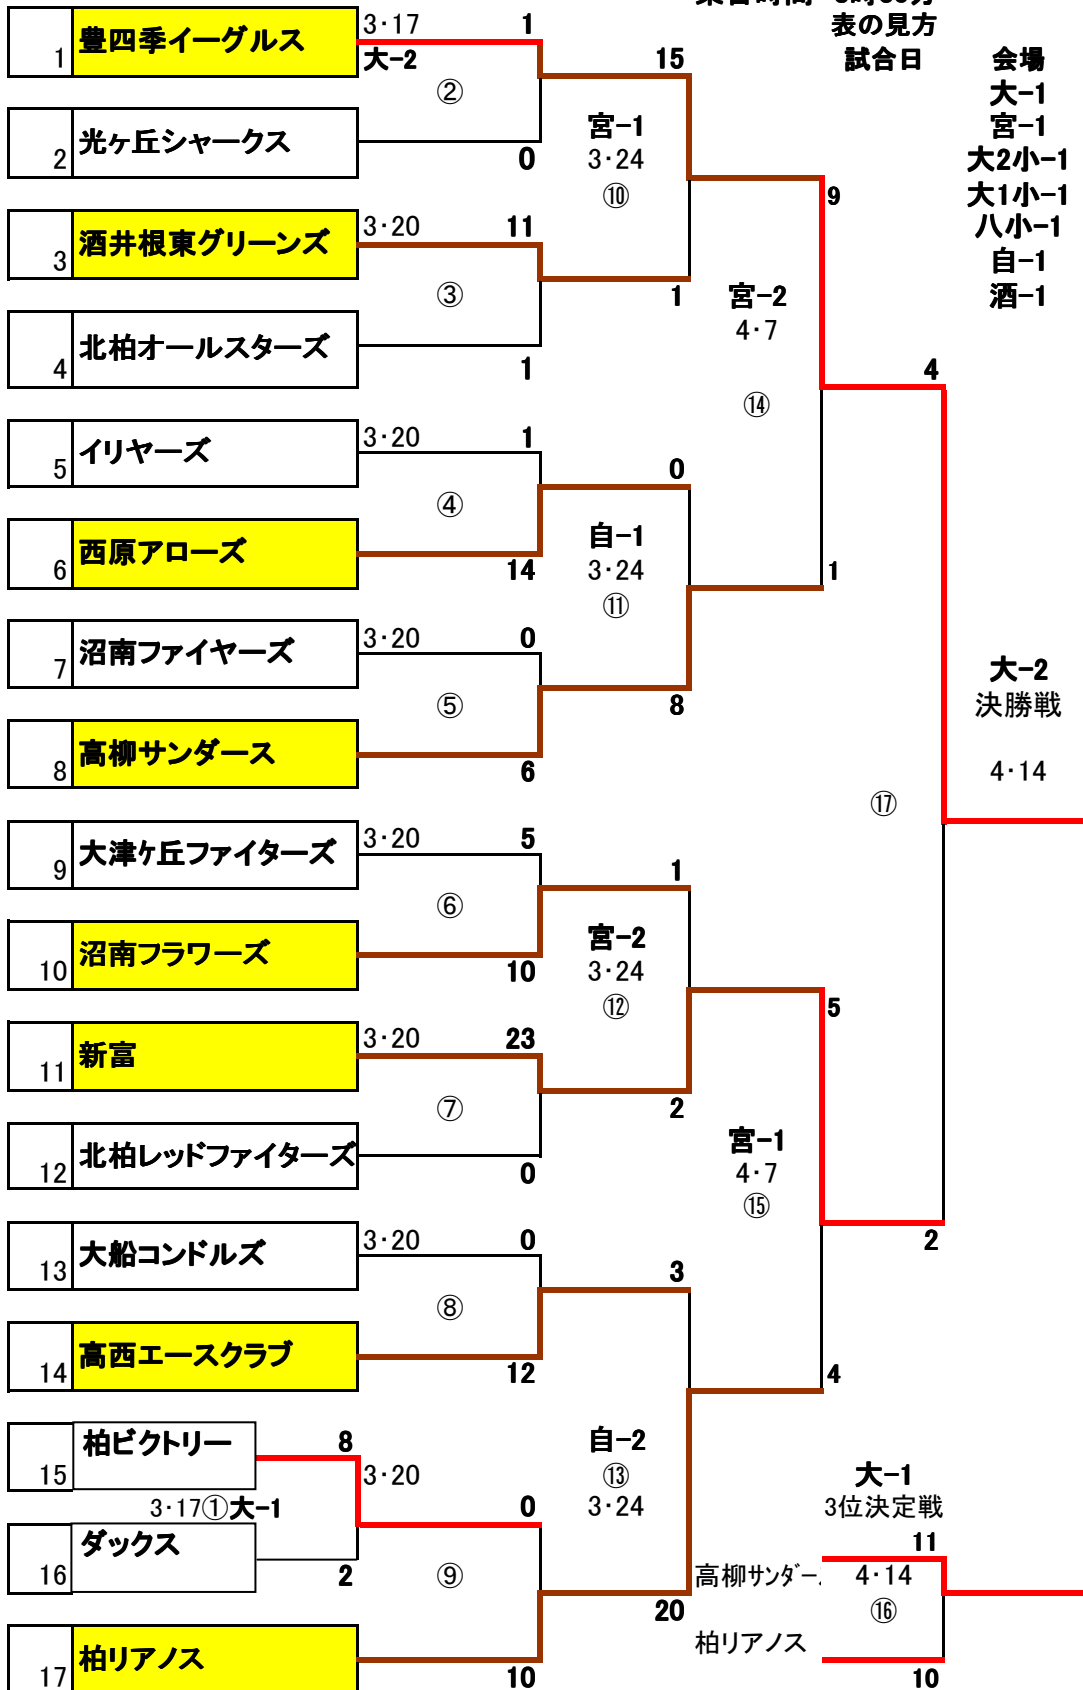 表の見方
試合日 会場
大-1
宮-1
大2小-1
大1小-1
八小-1
自-1
酒-1
1 豊四季イーグルス 3・17 1
大-2
②
2 光ヶ丘シャークス 0
15
宮-1
3・24
⑩
3 酒井根東グリーンズ 3・20 11
③
1
4 北柏オールスターズ 1
9
宮-2
4・7
⑭
4
5 イリヤーズ 3・20 1
④
0
6 西原アローズ 14
自-1
3・24
⑪
1
7 沼南ファイヤーズ 3・20 0
⑤
8
8 高柳サンダース 6
大-2
決勝戦
4・14
⑰
9 大津ヶ丘ファイターズ 3・20 5
⑥
1
10 沼南フラワーズ 10
宮-2
3・24
⑫
5
11 新富 3・20 23
⑦
2
12 北柏レッドファイターズ 0
宮-1
4・7
⑮
2
13 大船コンドルズ 3・20 0
⑧
3
14 高西エースクラブ 12
4
15 柏ビクトリー 8
3・20
3・17①大-1
0
16 ダックス 2
⑨
自-2
⑬
3・24
20
17 柏リアノス 10
大-1
3位決定戦
11
高柳サンダー 4・14
⑯
柏リアノス
10